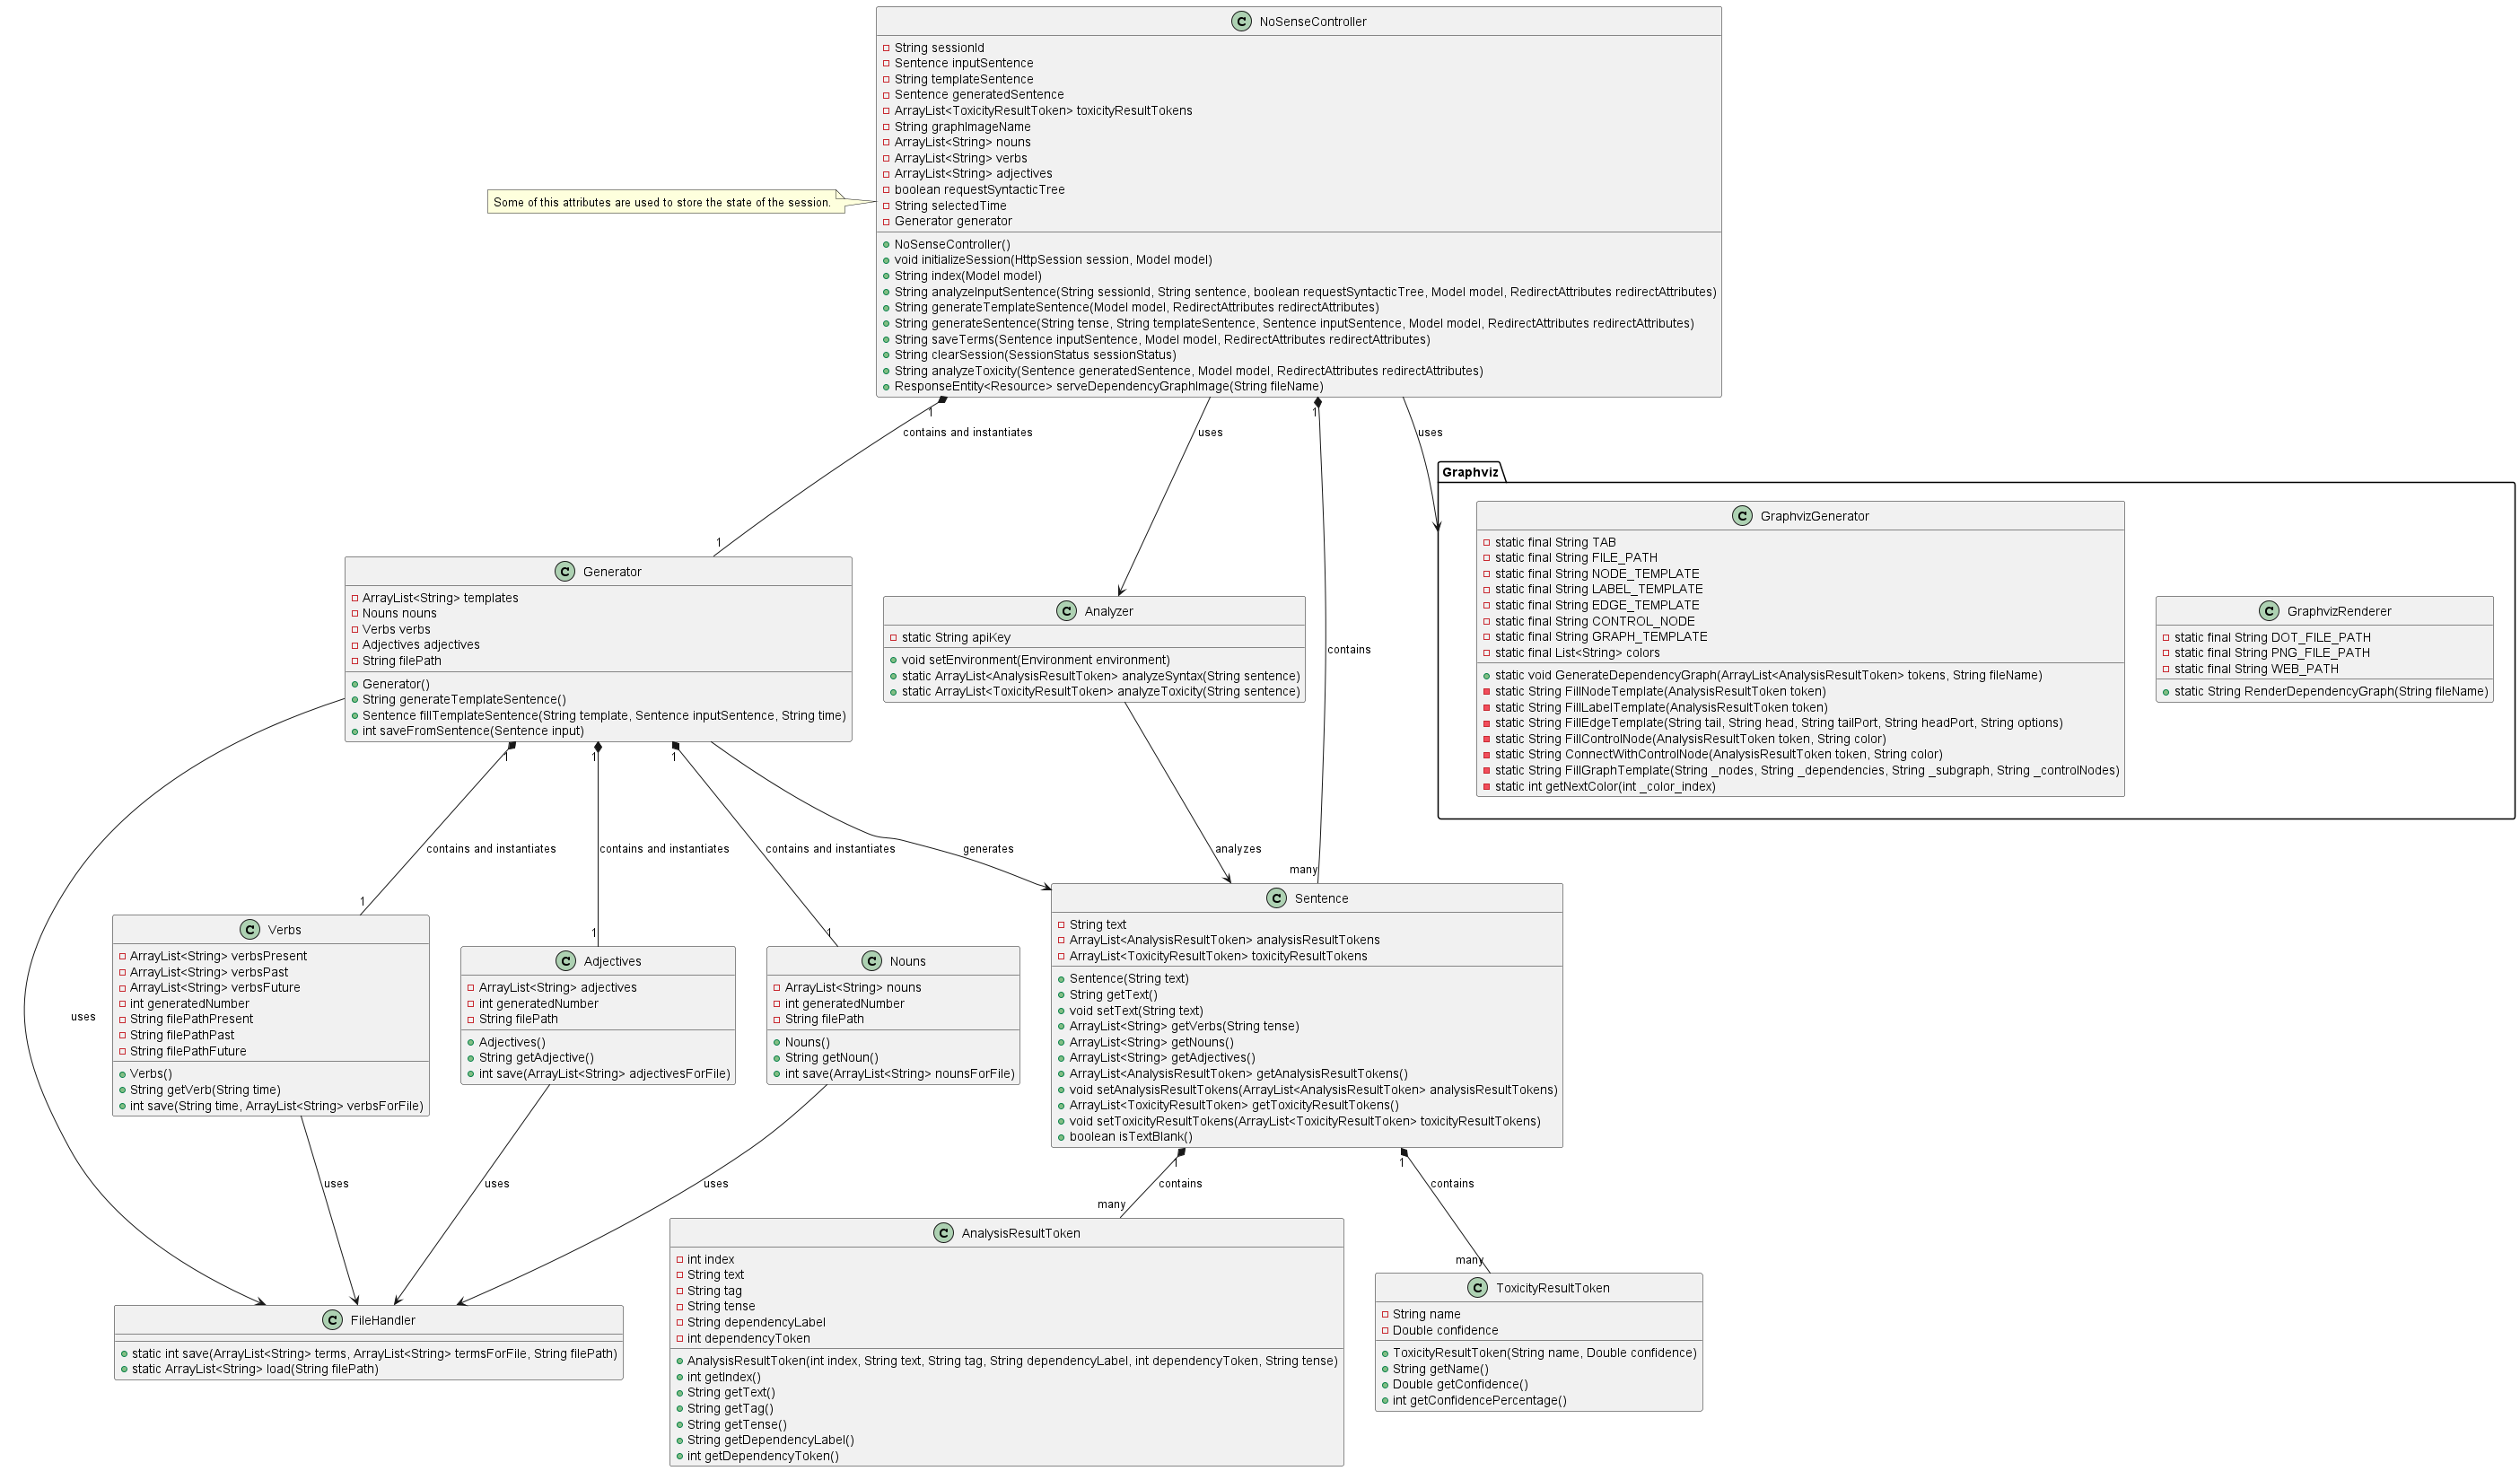 NoSenseController
String sessionId
Sentence inputSentence
String templateSentence
Sentence generatedSentence
ArrayList<ToxicityResultToken> toxicityResultTokens
String graphImageName
ArrayList<String> nouns
ArrayList<String> verbs
ArrayList<String> adjectives
boolean requestSyntacticTree
String selectedTime
Generator generator
NoSenseController()
void initializeSession(HttpSession session, Model model)
String index(Model model)
String analyzeInputSentence(String sessionId, String sentence, boolean requestSyntacticTree, Model model, RedirectAttributes redirectAttributes)
String generateTemplateSentence(Model model, RedirectAttributes redirectAttributes)
String generateSentence(String tense, String templateSentence, Sentence inputSentence, Model model, RedirectAttributes redirectAttributes)
String saveTerms(Sentence inputSentence, Model model, RedirectAttributes redirectAttributes)
String clearSession(SessionStatus sessionStatus)
String analyzeToxicity(Sentence generatedSentence, Model model, RedirectAttributes redirectAttributes)
ResponseEntity<Resource> serveDependencyGraphImage(String fileName)
Some of this attributes are used to store the state of the session.
1
contains and instantiates
1
uses
1
contains
many
uses
Graphviz
GraphvizGenerator
static final String TAB
static final String FILE_PATH
static final String NODE_TEMPLATE
static final String LABEL_TEMPLATE
static final String EDGE_TEMPLATE
static final String CONTROL_NODE
static final String GRAPH_TEMPLATE
static final List<String> colors
static void GenerateDependencyGraph(ArrayList<AnalysisResultToken> tokens, String fileName)
static String FillNodeTemplate(AnalysisResultToken token)
static String FillLabelTemplate(AnalysisResultToken token)
static String FillEdgeTemplate(String tail, String head, String tailPort, String headPort, String options)
static String FillControlNode(AnalysisResultToken token, String color)
static String ConnectWithControlNode(AnalysisResultToken token, String color)
static String FillGraphTemplate(String _nodes, String _dependencies, String _subgraph, String _controlNodes)
static int getNextColor(int _color_index)
GraphvizRenderer
static final String DOT_FILE_PATH
static final String PNG_FILE_PATH
static final String WEB_PATH
static String RenderDependencyGraph(String fileName)
Generator
ArrayList<String> templates
Nouns nouns
Verbs verbs
Adjectives adjectives
String filePath
Generator()
String generateTemplateSentence()
Sentence fillTemplateSentence(String template, Sentence inputSentence, String time)
int saveFromSentence(Sentence input)
Analyzer
static String apiKey
void setEnvironment(Environment environment)
static ArrayList<AnalysisResultToken> analyzeSyntax(String sentence)
static ArrayList<ToxicityResultToken> analyzeToxicity(String sentence)
uses
1
contains and instantiates
1
1
contains and instantiates
1
1
contains and instantiates
1
generates
analyzes
Verbs
ArrayList<String> verbsPresent
ArrayList<String> verbsPast
ArrayList<String> verbsFuture
int generatedNumber
String filePathPresent
String filePathPast
String filePathFuture
Verbs()
String getVerb(String time)
int save(String time, ArrayList<String> verbsForFile)
Adjectives
ArrayList<String> adjectives
int generatedNumber
String filePath
Adjectives()
String getAdjective()
int save(ArrayList<String> adjectivesForFile)
Nouns
ArrayList<String> nouns
int generatedNumber
String filePath
Nouns()
String getNoun()
int save(ArrayList<String> nounsForFile)
Sentence
String text
ArrayList<AnalysisResultToken> analysisResultTokens
ArrayList<ToxicityResultToken> toxicityResultTokens
Sentence(String text)
String getText()
void setText(String text)
ArrayList<String> getVerbs(String tense)
ArrayList<String> getNouns()
ArrayList<String> getAdjectives()
ArrayList<AnalysisResultToken> getAnalysisResultTokens()
void setAnalysisResultTokens(ArrayList<AnalysisResultToken> analysisResultTokens)
ArrayList<ToxicityResultToken> getToxicityResultTokens()
void setToxicityResultTokens(ArrayList<ToxicityResultToken> toxicityResultTokens)
boolean isTextBlank()
uses
uses
uses
1
contains
many
1
contains
many
FileHandler
static int save(ArrayList<String> terms, ArrayList<String> termsForFile, String filePath)
static ArrayList<String> load(String filePath)
AnalysisResultToken
int index
String text
String tag
String tense
String dependencyLabel
int dependencyToken
AnalysisResultToken(int index, String text, String tag, String dependencyLabel, int dependencyToken, String tense)
int getIndex()
String getText()
String getTag()
String getTense()
String getDependencyLabel()
int getDependencyToken()
ToxicityResultToken
String name
Double confidence
ToxicityResultToken(String name, Double confidence)
String getName()
Double getConfidence()
int getConfidencePercentage()